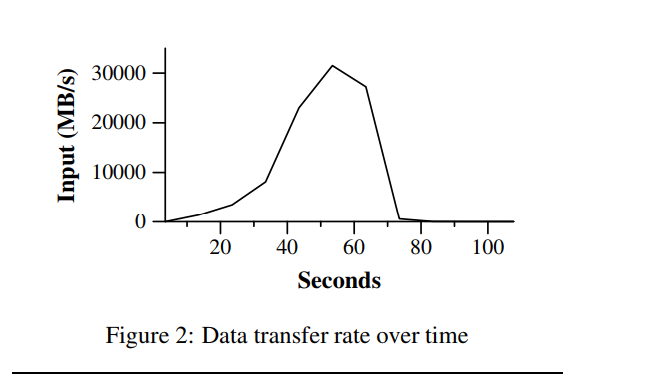 Input (MB/s)
30000
20000
10000
0
20 40 60 80 100
Seconds
Figure 2: Data transfer rate over time